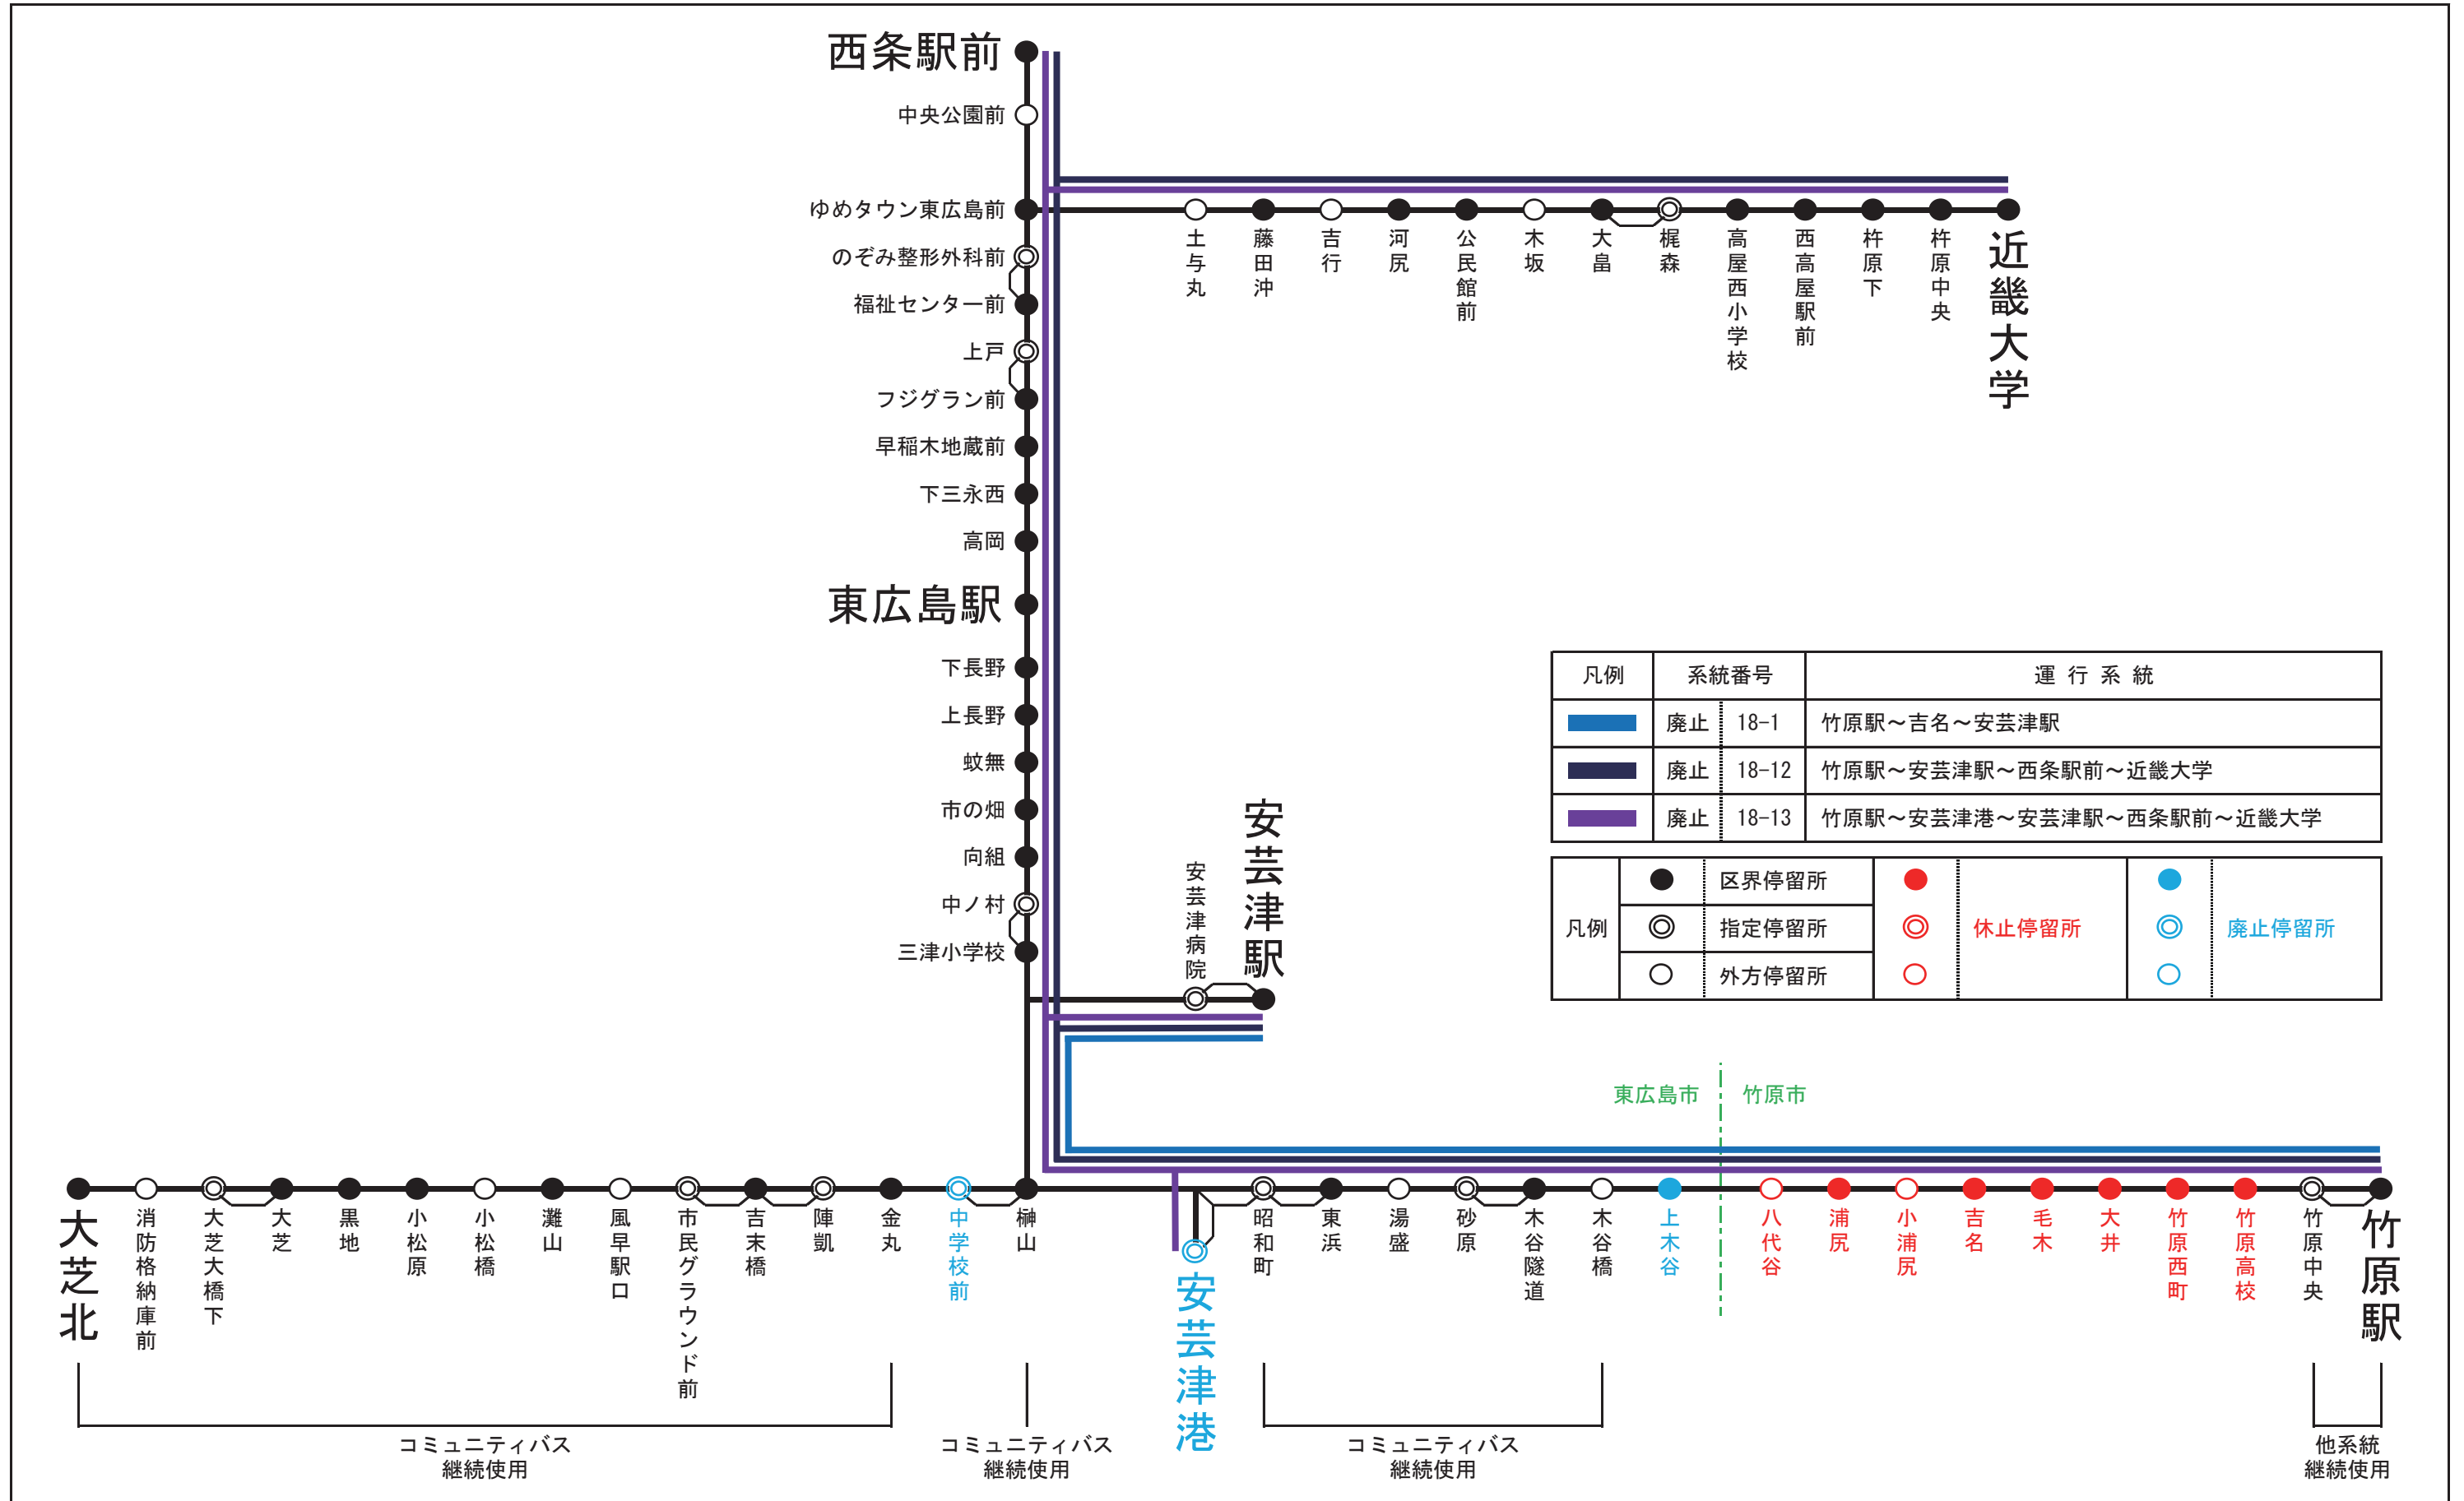 西条駅前
中央公園前
ゆめタウン東広島前
のぞみ整形外科前
福祉センター前
上戸
フジグラン前
早稲木地蔵前
下三永西
高岡
東広島駅
下長野
上長野
蚊無
市の畑
向組
中ノ村
三津小学校
土与丸
藤田沖
吉行
河尻
公民館前
木坂
大畠
梶森
高屋西小学校
西高屋駅前
杵原下
杵原中央
近畿大学
凡例 系統番号 運行系統
廃止 18-1 竹原駅~吉名~安芸津駅
廃止 18-12 竹原駅~安芸津駅~西条駅前~近畿大学
廃止 18-13 竹原駅~安芸津港~安芸津駅~西条駅前~近畿大学
凡例
区界停留所
指定停留所
外方停留所
休止停留所
廃止停留所
安芸津病院
安芸津駅
東広島市
竹原市
大芝北
消防格納庫前
大芝大橋下
大芝
黒地
小松原
小松橋
灘山
風早駅口
市民グラウンド前
吉末橋
陣凱
金丸
中学校前
榊山
安芸津港
昭和町
東浜
湯盛
砂原
木谷隧道
木谷橋
上木谷
八代谷
浦尻
小浦尻
吉名
毛木
大井
竹原西町
竹原高校
竹原中央
竹原駅
コミュニティバス
継続使用
コミュニティバス
継続使用
コミュニティバス
継続使用
他系統
継続使用